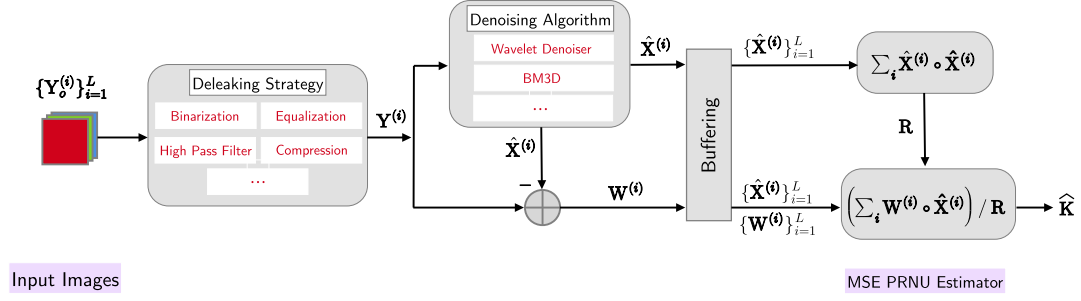 {Y_o^(i)}_{i=1}^L
Deleaking Strategy
Binarization
Equalization
High Pass Filter
Compression
...
Y^(i)
Denoising Algorithm
Wavelet Denoiser
BM3D
...
X̂^(i)
X̂^(i)
−
W^(i)
Buffering
{X̂^(i)}_{i=1}^L
∑_i X̂^(i) ∘ X̂^(i)
R
{X̂^(i)}_{i=1}^L
{W^(i)}_{i=1}^L
(∑_i W^(i) ∘ X̂^(i)) / R
K̂
Input Images
MSE PRNU Estimator